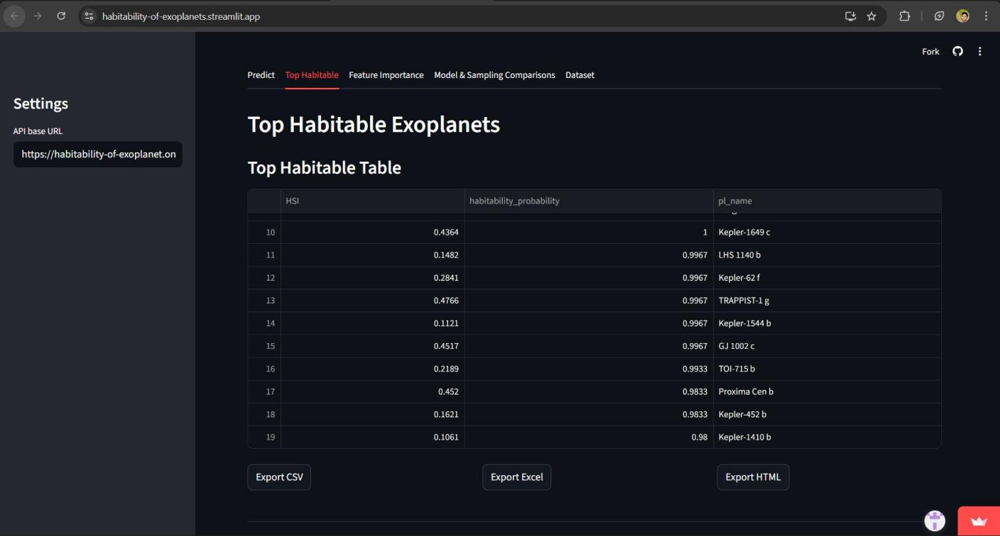 habitability-of-exoplanets.streamlit.app
Fork
Predict Top Habitable Feature Importance Model & Sampling Comparisons Dataset
Settings
API base URL
https://habitability-of-exoplanet.on
Top Habitable Exoplanets
Top Habitable Table
HSI habitability_probability pl_name
10 0.4364 1 Kepler-1649 c
11 0.1482 0.9967 LHS 1140 b
12 0.2841 0.9967 Kepler-62 f
13 0.4766 0.9967 TRAPPIST-1 g
14 0.1121 0.9967 Kepler-1544 b
15 0.4517 0.9967 GJ 1002 c
16 0.2189 0.9933 TOI-715 b
17 0.452 0.9833 Proxima Cen b
18 0.1621 0.9833 Kepler-452 b
19 0.1061 0.98 Kepler-1410 b
Export CSV Export Excel Export HTML